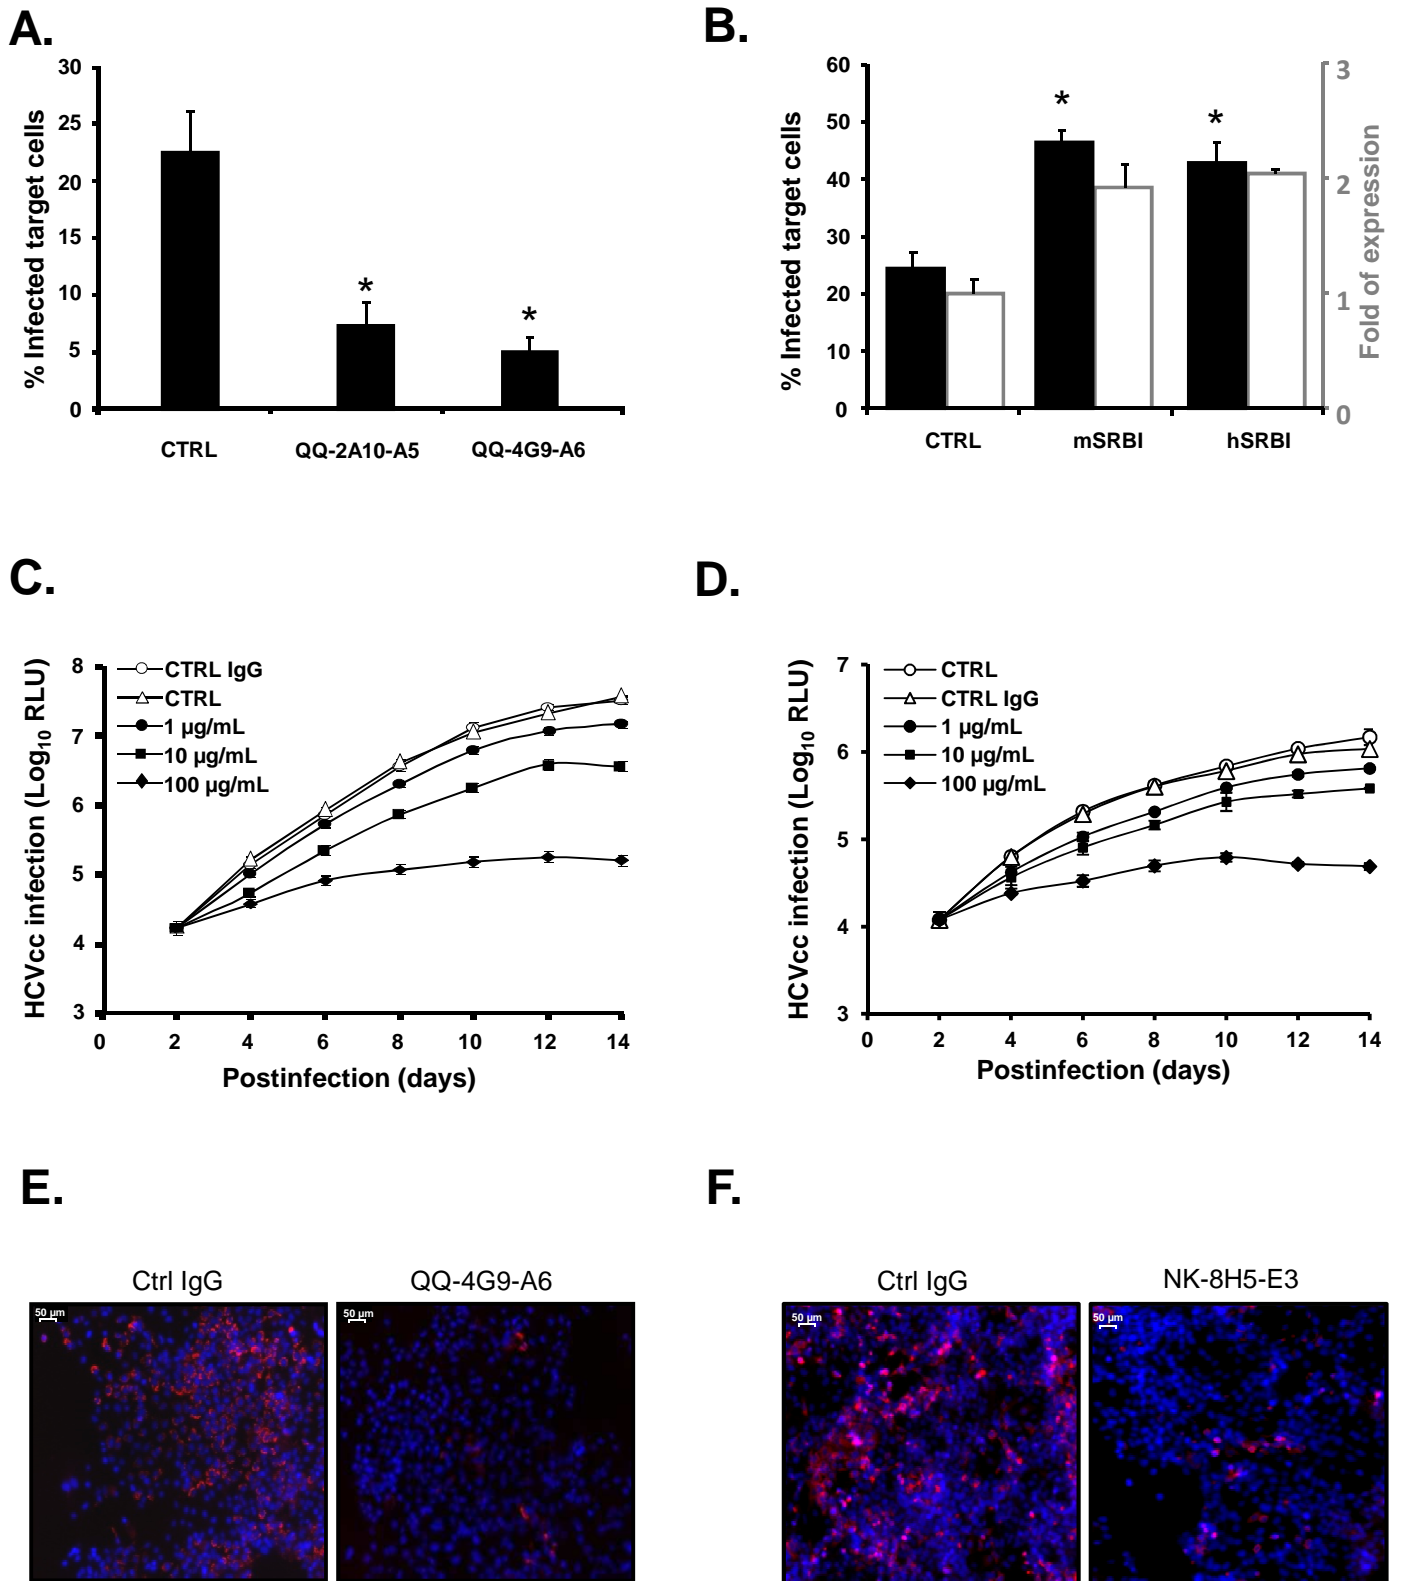 A.
% Infected target cells
30
25
20
15
10
5
0
*
*
CTRL
QQ-2A10-A5
QQ-4G9-A6
B.
% Infected target cells
60
50
40
30
20
10
0
*
*
3
2
1
0
Fold of expression
CTRL
mSRBI
hSRBI
C.
HCVcc infection (Log10 RLU)
8
7
6
5
4
3
CTRL IgG
CTRL
1 µg/mL
10 µg/mL
100 µg/mL
0 2 4 6 8 10 12 14
Postinfection (days)
D.
HCVcc infection (Log10 RLU)
7
6
5
4
3
CTRL
CTRL IgG
1 µg/mL
10 µg/mL
100 µg/mL
0 2 4 6 8 10 12 14
Postinfection (days)
E.
Ctrl IgG
QQ-4G9-A6
50 µm
50 µm
F.
Ctrl IgG
NK-8H5-E3
50 µm
50 µm